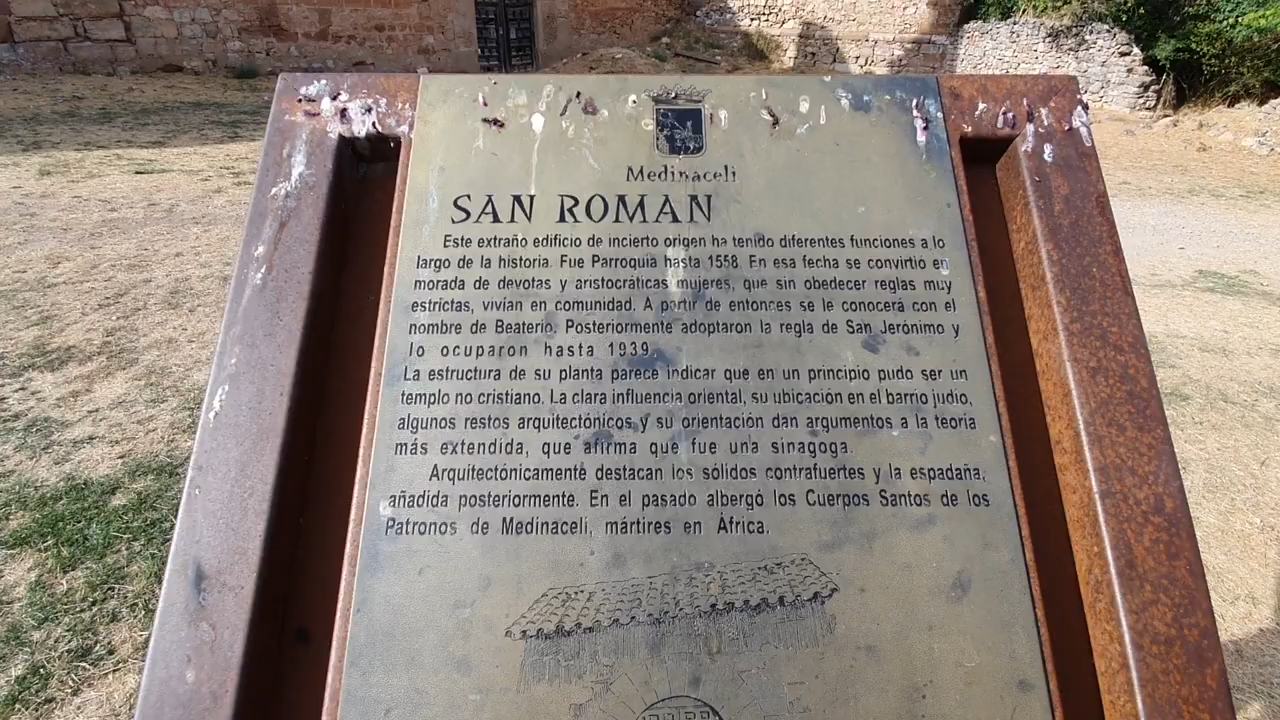 Medinaceli
SAN ROMAN
Este extraño edificio de incierto origen ha tenido diferentes funciones a lo
largo de la historia. Fue Parroquia hasta 1558. En esa fecha se convirtió en
morada de devotas y aristocráticas mujeres, que sin obedecer reglas muy
estrictas, vivían en comunidad. A partir de entonces se le conocerá con el
nombre de Beaterio. Posteriormente adoptaron la regla de San Jerónimo y
lo ocuparon hasta 1939.
La estructura de su planta parece indicar que en un principio pudo ser un
templo no cristiano. La clara influencia oriental, su ubicación en el barrio judio,
algunos restos arquitectónicos y su orientación dan argumentos a la teoría
más extendida, que afirma que fue una sinagoga.
Arquitectónicamente destacan los sólidos contrafuertes y la espadaña,
añadida posteriormente. En el pasado albergó los Cuerpos Santos de los
Patronos de Medinaceli, mártires en África.